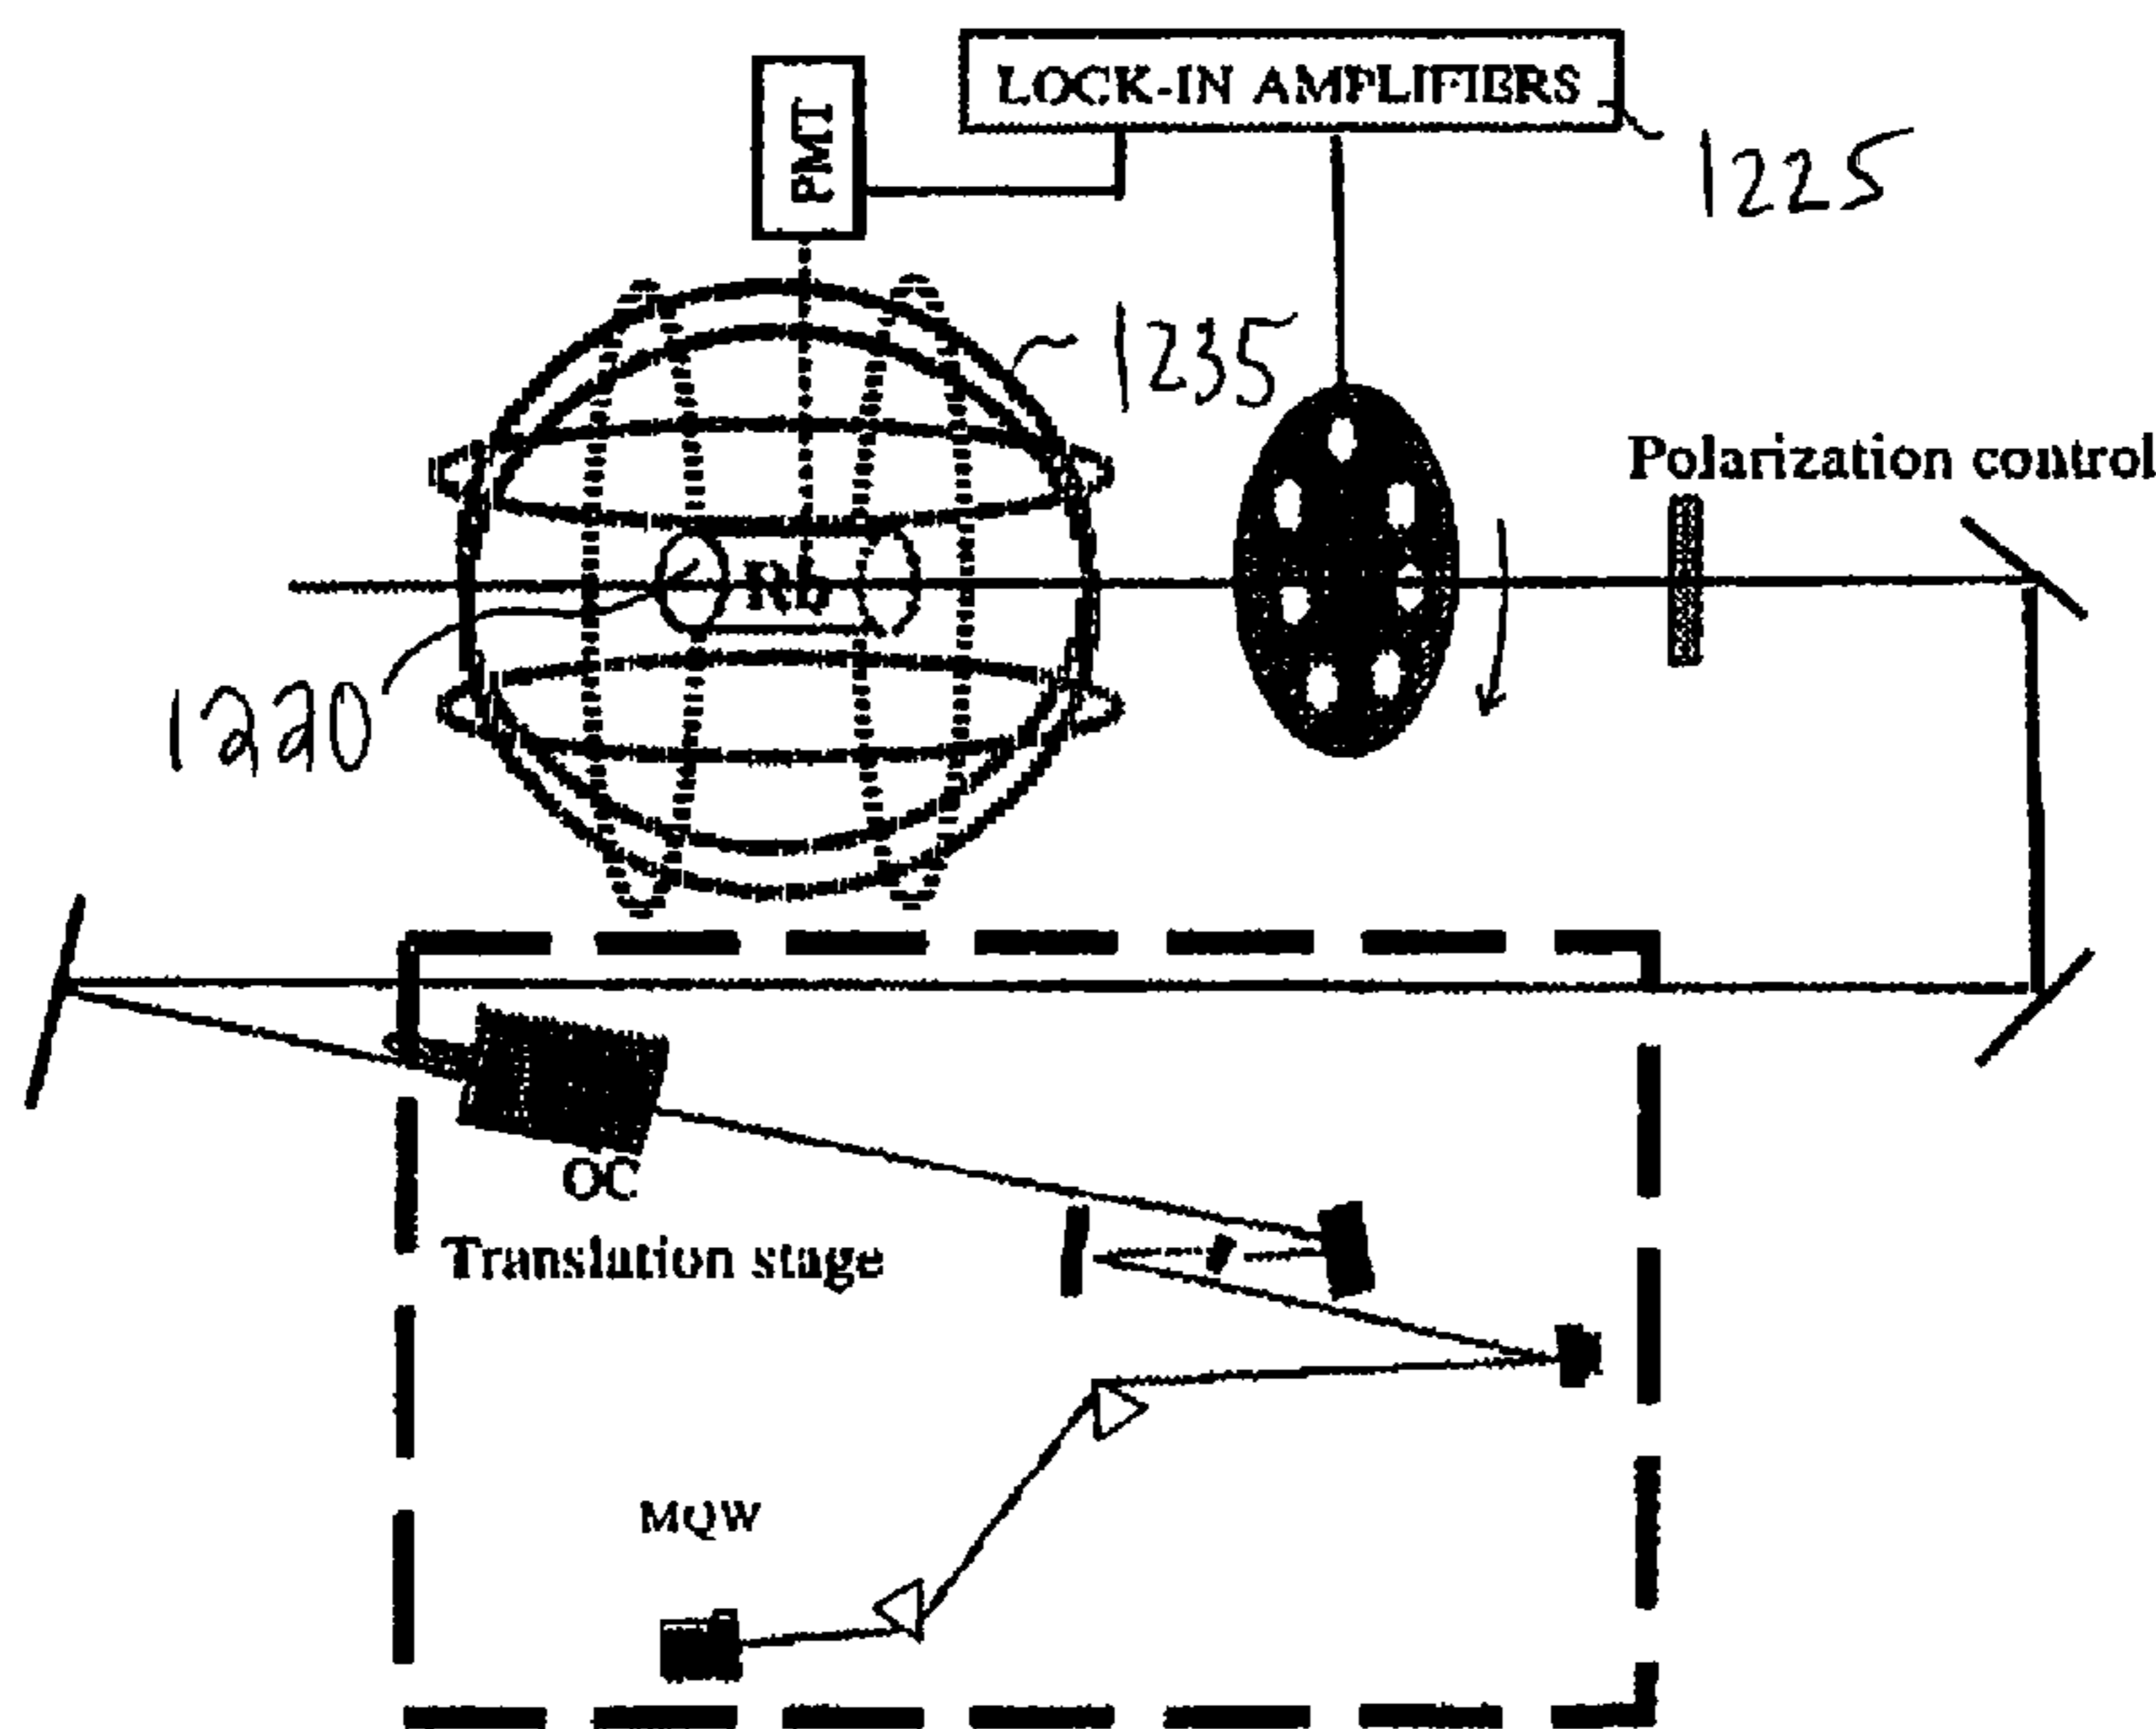 LOCK-IN AMPLIFIERS
PMT
1225
1235
Polarization control
Rb
1220
OC
Translation stage
MQW